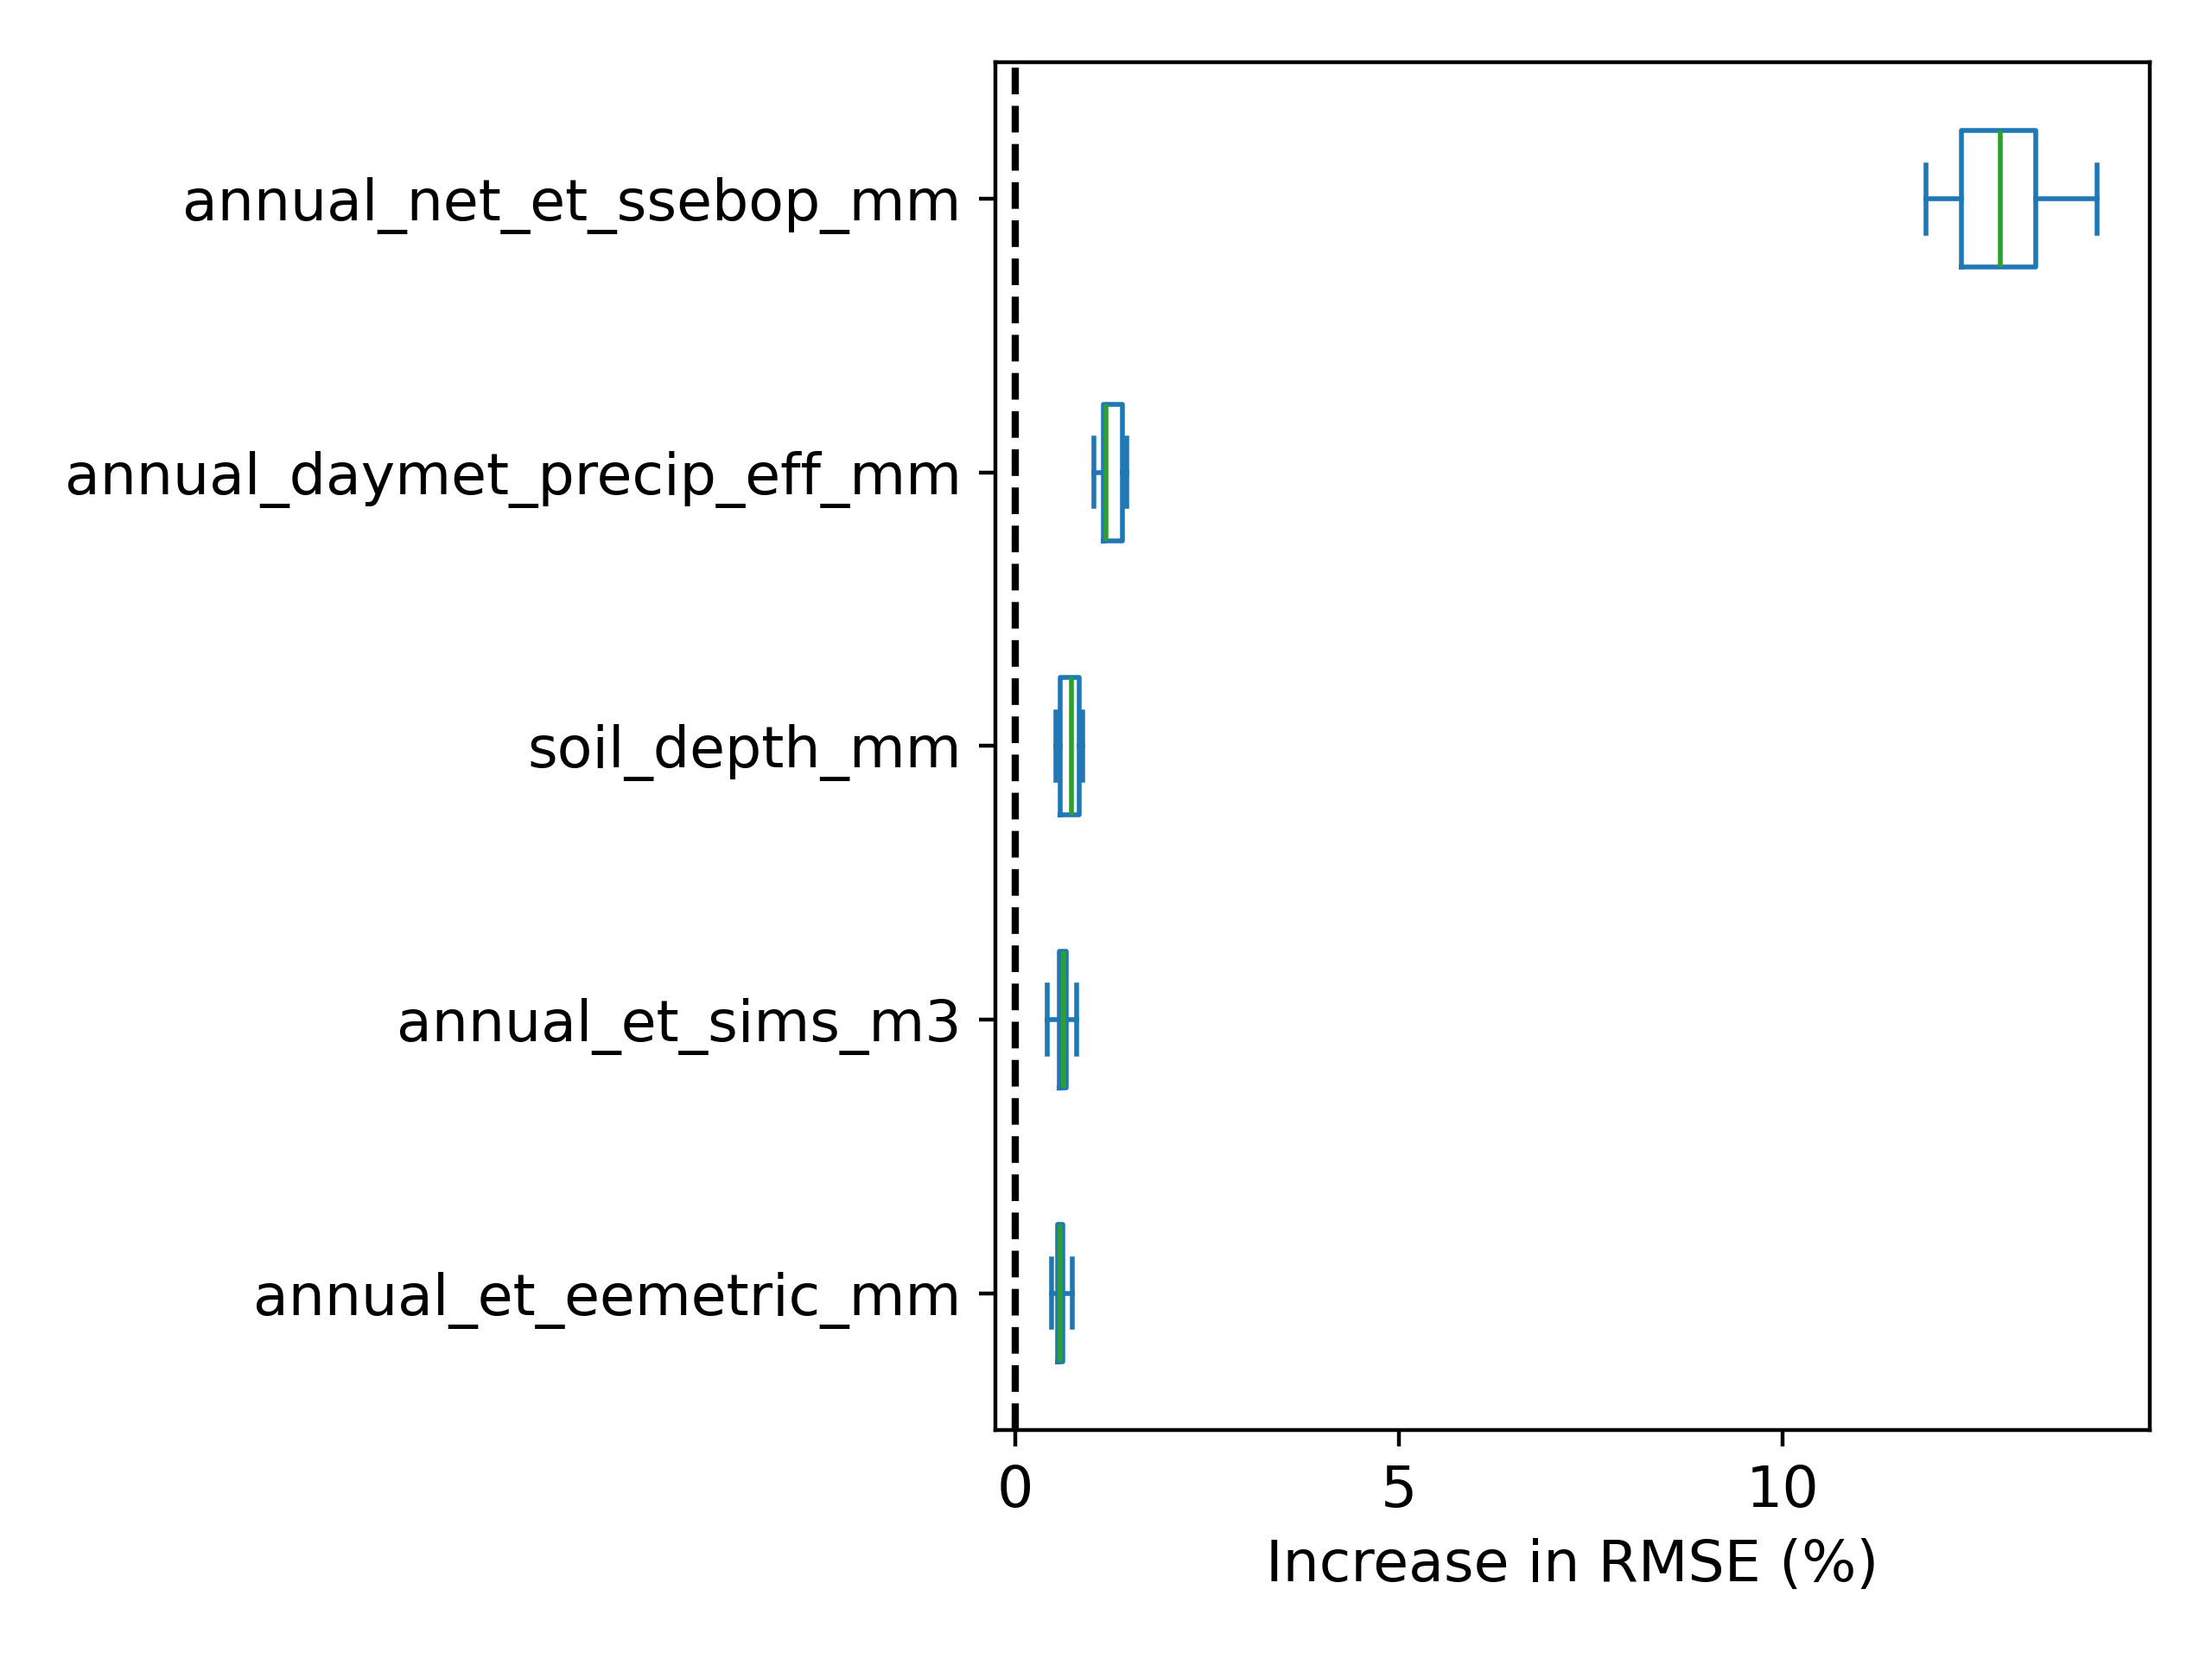 annual_net_et_ssebop_mm
annual_daymet_precip_eff_mm
soil_depth_mm
annual_et_sims_m3
annual_et_eemetric_mm
0 5 10
Increase in RMSE (%)